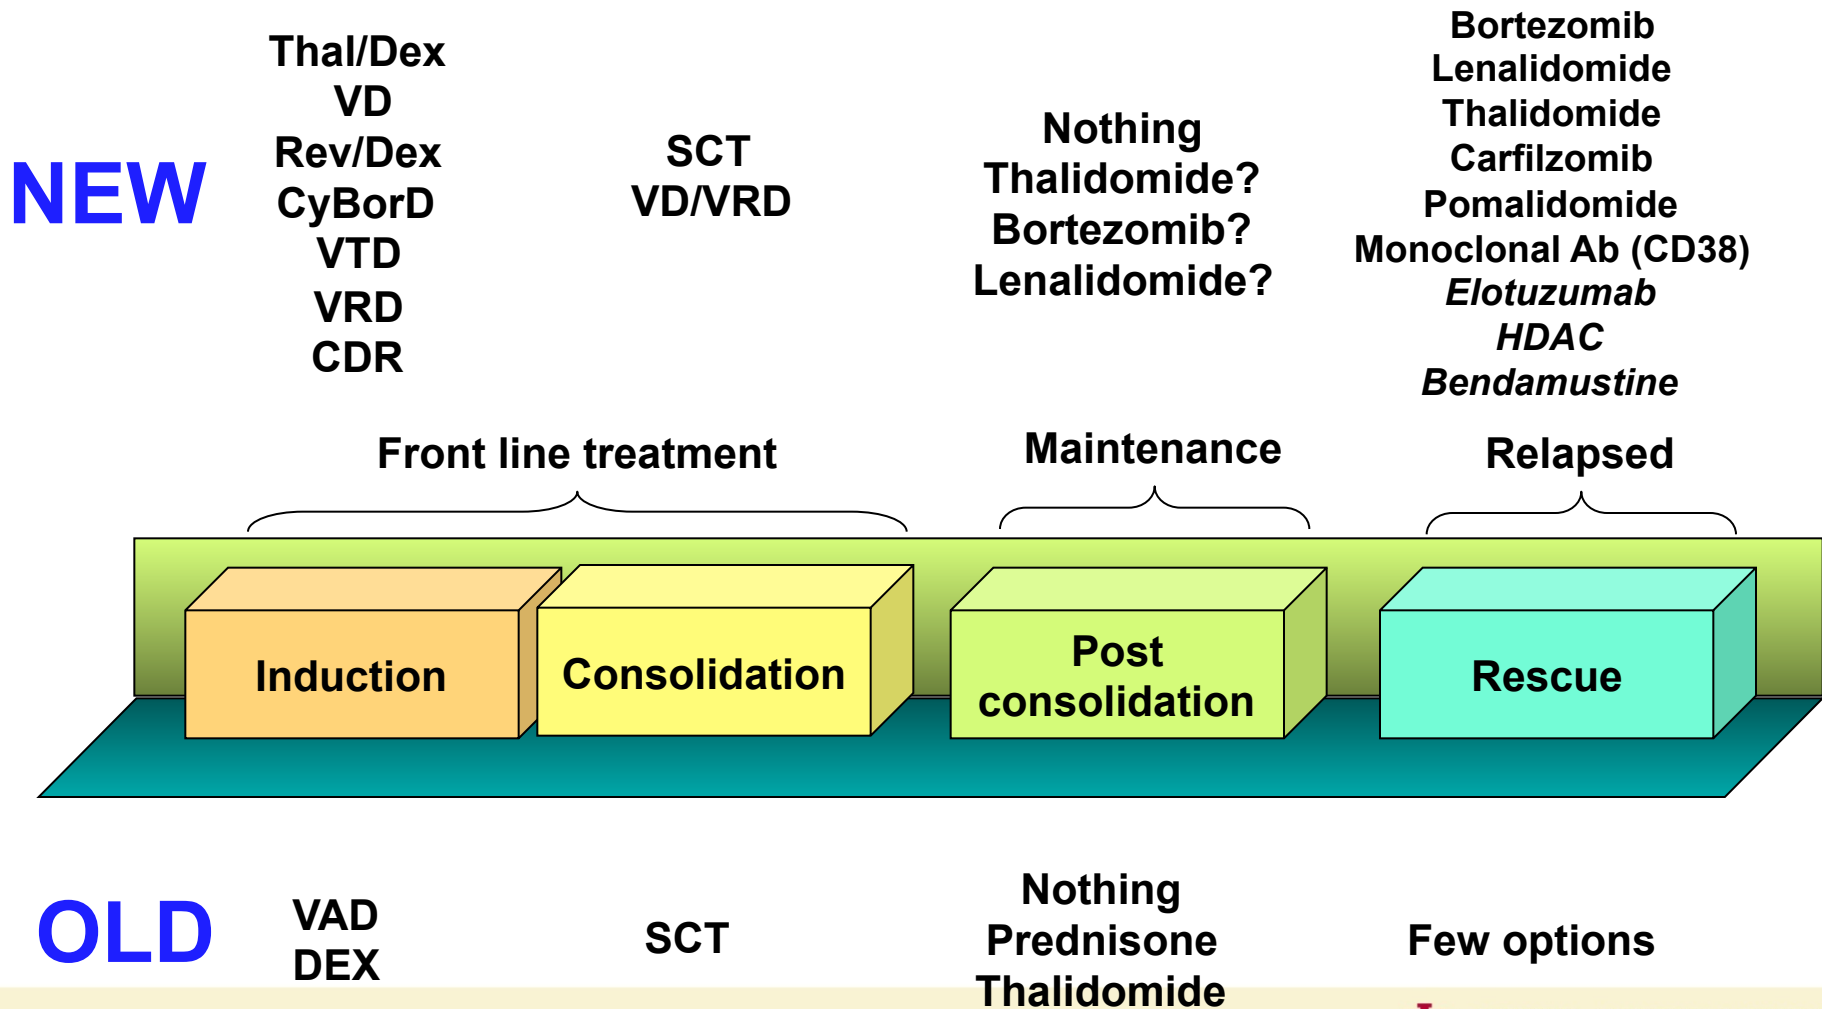 NEW
Thal/Dex
VD
Rev/Dex
CyBorD
VTD
VRD
CDR
SCT
VD/VRD
Nothing
Thalidomide?
Bortezomib?
Lenalidomide?
Bortezomib
Lenalidomide
Thalidomide
Carfilzomib
Pomalidomide
Monoclonal Ab (CD38)
Elotuzumab
HDAC
Bendamustine
Front line treatment
Maintenance
Relapsed
Induction
Consolidation
Post
consolidation
Rescue
OLD
VAD
DEX
SCT
Nothing
Prednisone
Thalidomide
Few options